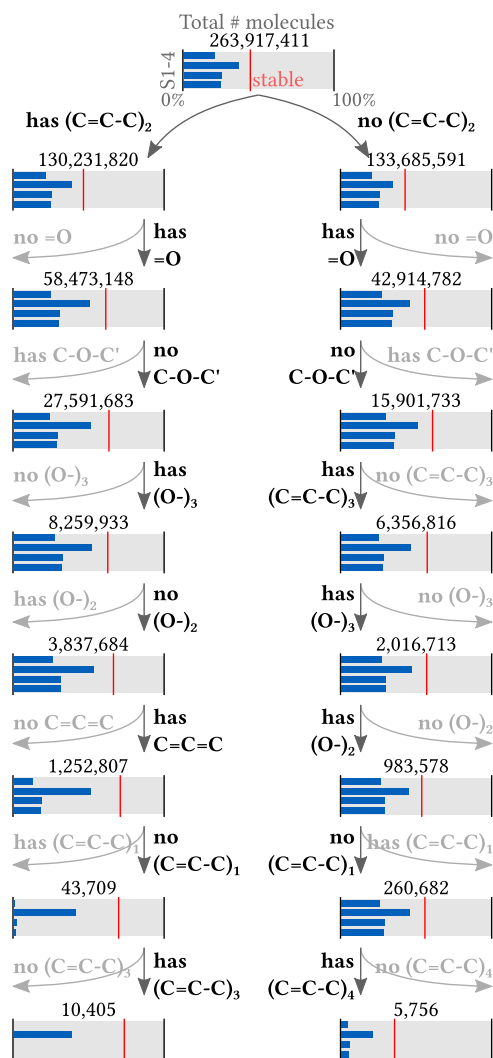 Total # molecules
263,917,411
S1-4
stable
0%
100%
has (C=C-C)₂
no (C=C-C)₂
130,231,820
133,685,591
no =O
has
=O
has
=O
no =O
58,473,148
42,914,782
has C-O-C'
no
C-O-C'
no
C-O-C'
has C-O-C'
27,591,683
15,901,733
no (O-)₃
has
(O-)₃
has
(C=C-C)₃
no (C=C-C)₃
8,259,933
6,356,816
has (O-)₂
no
(O-)₂
has
(O-)₃
no (O-)₃
3,837,684
2,016,713
no C=C=C
has
C=C=C
has
(O-)₂
no (O-)₂
1,252,807
983,578
has (C=C-C)₁
no
(C=C-C)₁
no
(C=C-C)₁
has (C=C-C)₁
43,709
260,682
no (C=C-C)₃
has
(C=C-C)₃
has
(C=C-C)₄
no (C=C-C)₄
10,405
5,756